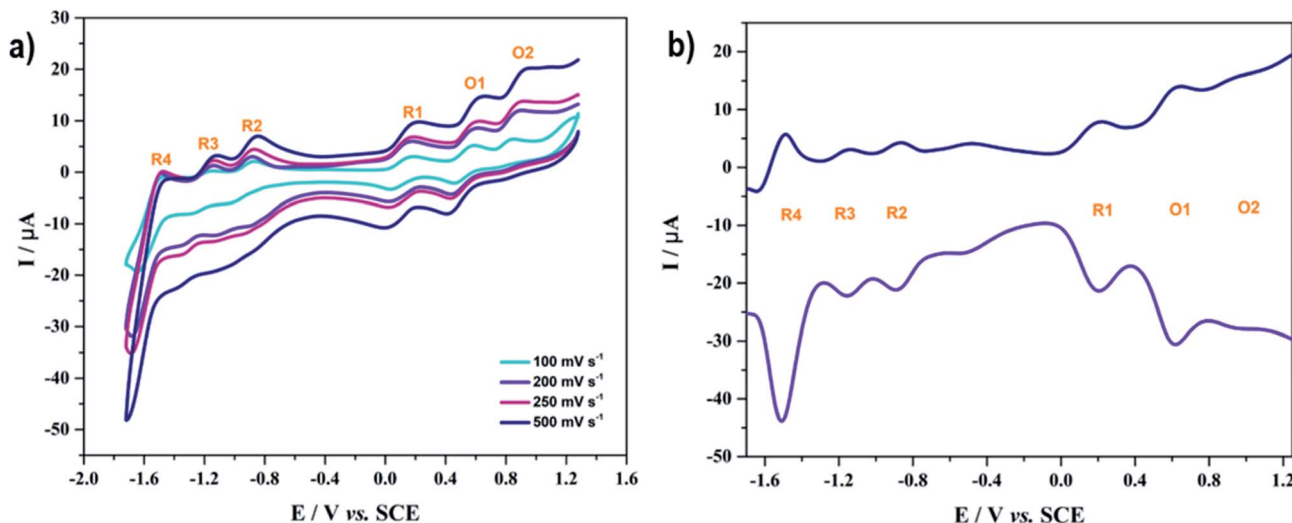 a)
I / μA
30
20
10
0
-10
-20
-30
-40
-50
R4
R3
R2
R1
O1
O2
100 mV s⁻¹
200 mV s⁻¹
250 mV s⁻¹
500 mV s⁻¹
-2.0 -1.6 -1.2 -0.8 -0.4 0.0 0.4 0.8 1.2 1.6
E / V vs. SCE
b)
I / μA
20
10
0
-10
-20
-30
-40
-50
R4 R3 R2 R1 O1 O2
-1.6 -1.2 -0.8 -0.4 0.0 0.4 0.8 1.2
E / V vs. SCE